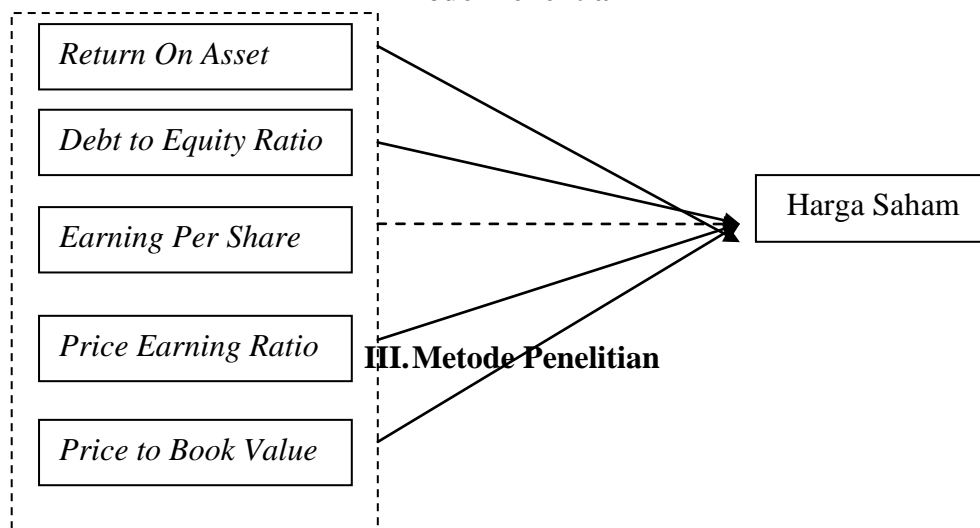 Return On Asset
Debt to Equity Ratio
Harga Saham
Earning Per Share
Price Earning Ratio
III. Metode Penelitian
Price to Book Value